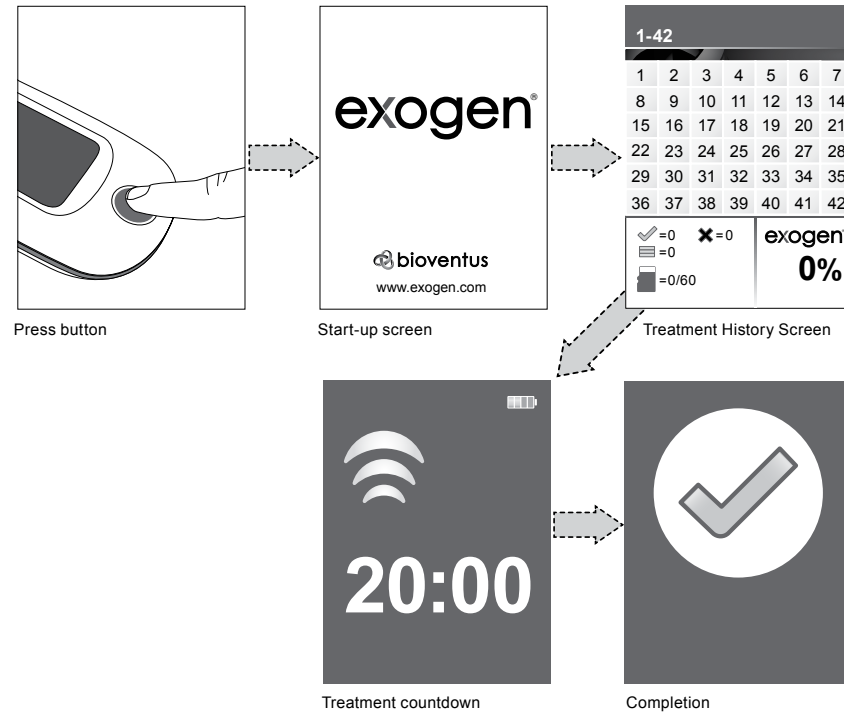 exogen®
bioventus
www.exogen.com
1-42
1 2 3 4 5 6 7
8 9 10 11 12 13 14
15 16 17 18 19 20 21
22 23 24 25 26 27 28
29 30 31 32 33 34 35
36 37 38 39 40 41 42
=0 =0
=0
=0/60
exogen
0%
Press button
Start-up screen
Treatment History Screen
20:00
Treatment countdown
Completion